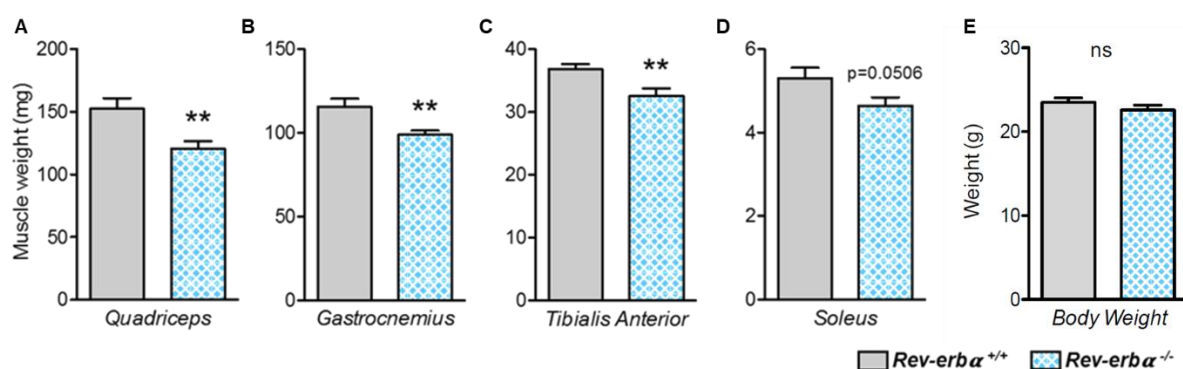 A
B
C
D
E
Muscle weight (mg)
200
150
100
50
0
**
Quadriceps
150
100
50
0
**
Gastrocnemius
40
30
20
10
0
**
Tibialis Anterior
6
4
2
0
p=0.0506
Soleus
Weight (g)
30
20
10
0
ns
Body Weight
Rev-erbα +/+
Rev-erbα -/-